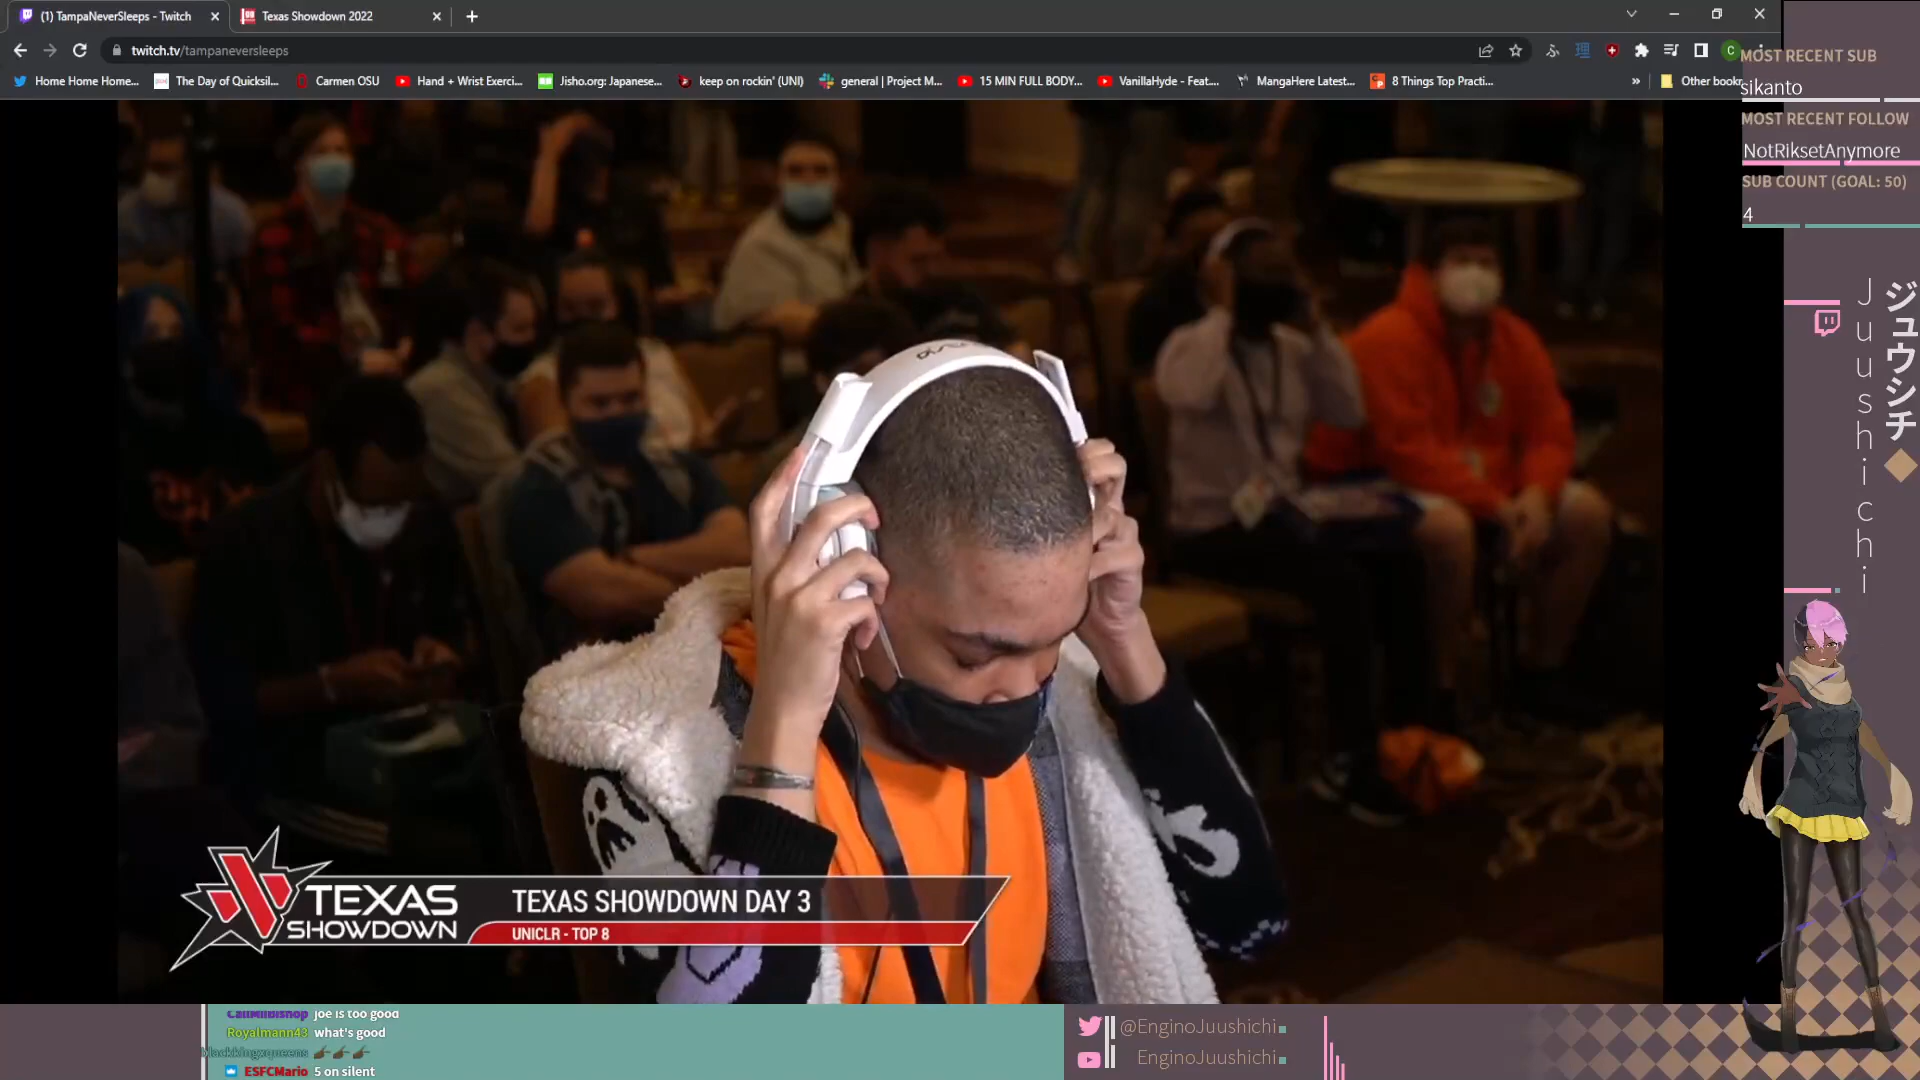 (1) TampaNeverSleeps - Twitch
Texas Showdown 2022
twitch.tv/tampaneversleeps
C
Home Home Home...
The Day of Quicksil...
Carmen OSU
Hand + Wrist Exerci...
Jisho.org: Japanese...
keep on rockin' (UNI)
general | Project M...
15 MIN FULL BODY...
VanillaHyde - Feat...
MangaHere Latest...
8 Things Top Practi...
»
Other bookr
MOST RECENT SUB
sikanto
MOST RECENT FOLLOW
NotRiksetAnymore
SUB COUNT (GOAL: 50)
4
Juushichi
ジュウシチ
TEXAS
SHOWDOWN
TEXAS SHOWDOWN DAY 3
UNICLR - TOP 8
CallMiBishop joe is too good
Royalmann43 what's good
blackkingxqueens
ESFCMario 5 on silent
@EnginoJuushichi
EnginoJuushichi